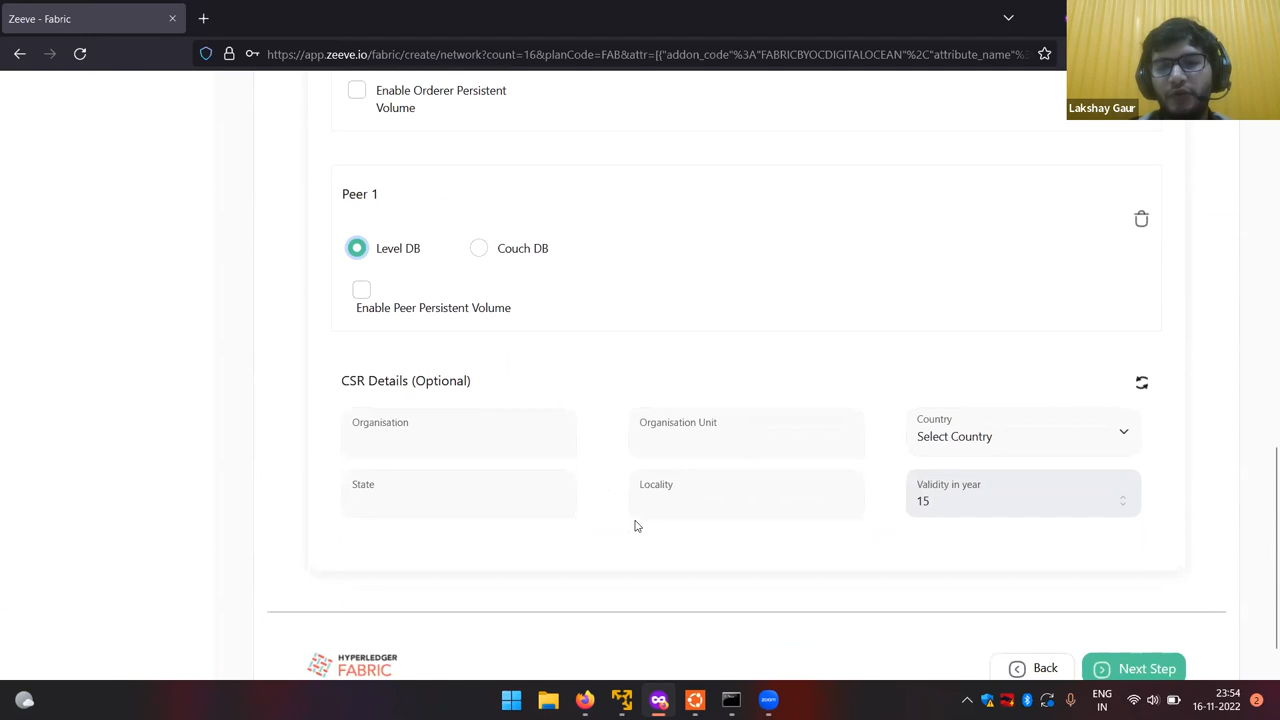 Zeeve - Fabric
https://app.zeeve.io/fabric/create/network?count=16&planCode=FAB&attr=[{"addon_code"%3A"FABRICBYOCDIGITALOCEAN"%2C"attribute_name"%
Lakshay Gaur
Enable Orderer Persistent
Volume
Peer 1
Level DB
Couch DB
Enable Peer Persistent Volume
CSR Details (Optional)
Organisation
Organisation Unit
Country
Select Country
State
Locality
Validity in year
15
HYPERLEDGER
FABRIC
Back
Next Step
zoom
ENG
IN
23:54
16-11-2022
2